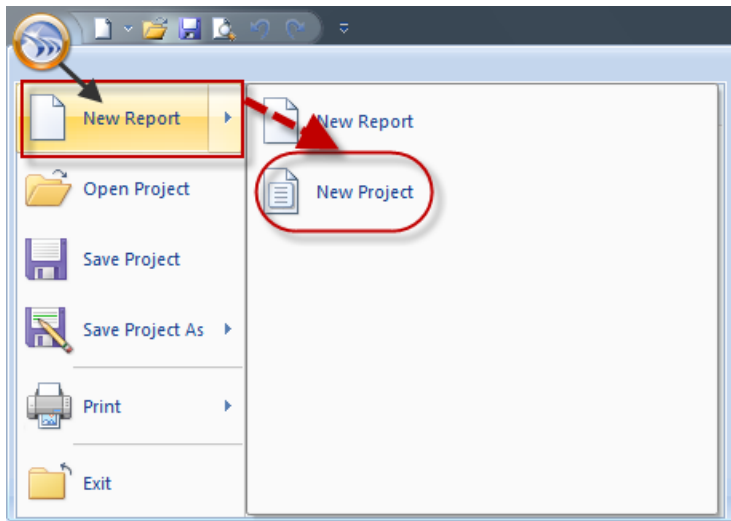 New Report
New Report
Open Project
New Project
Save Project
Save Project As
Print
Exit